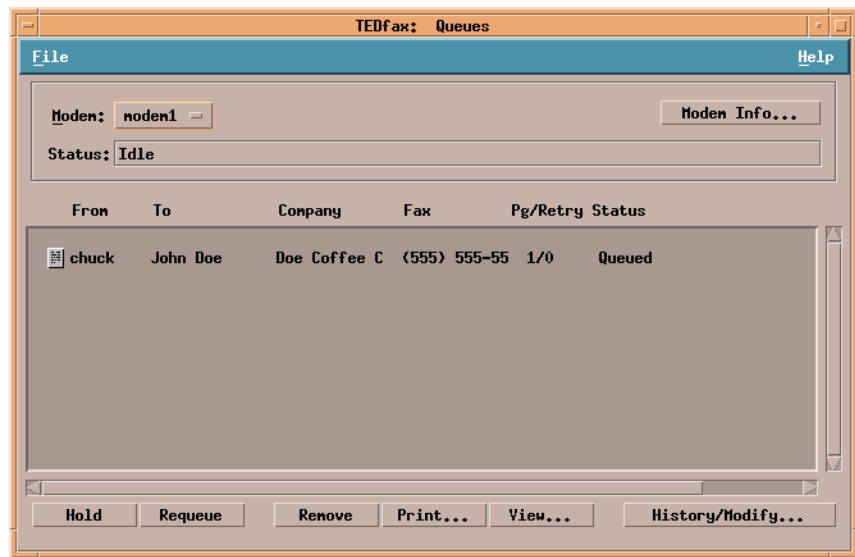 TEDfax: Queues
File Help
Modem: modem1 Modem Info...
Status: Idle
From To Company Fax Pg/Retry Status
chuck John Doe Doe Coffee C (555) 555-55 1/0 Queued
Hold Requeue Remove Print... View... History/Modify...